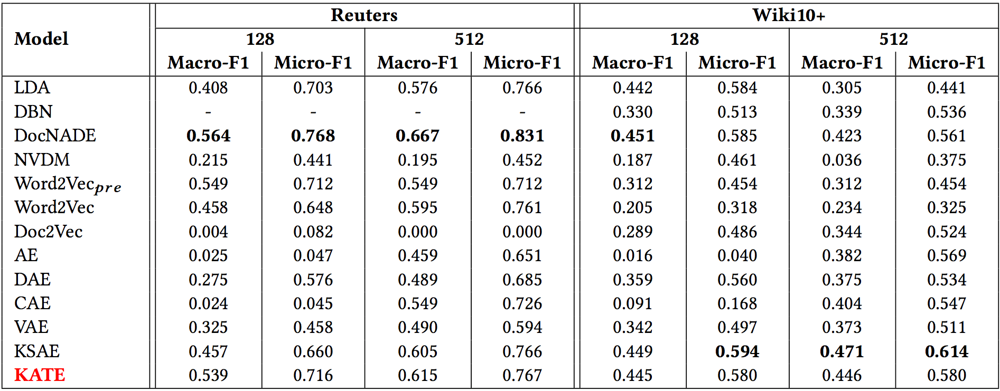 Model Reuters Wiki10+
128 512 128 512
Macro-F1 Micro-F1 Macro-F1 Micro-F1 Macro-F1 Micro-F1 Macro-F1 Micro-F1
LDA 0.408 0.703 0.576 0.766 0.442 0.584 0.305 0.441
DBN - - - - 0.330 0.513 0.339 0.536
DocNADE 0.564 0.768 0.667 0.831 0.451 0.585 0.423 0.561
NVDM 0.215 0.441 0.195 0.452 0.187 0.461 0.036 0.375
Word2Vecpre 0.549 0.712 0.549 0.712 0.312 0.454 0.312 0.454
Word2Vec 0.458 0.648 0.595 0.761 0.205 0.318 0.234 0.325
Doc2Vec 0.004 0.082 0.000 0.000 0.289 0.486 0.344 0.524
AE 0.025 0.047 0.459 0.651 0.016 0.040 0.382 0.569
DAE 0.275 0.576 0.489 0.685 0.359 0.560 0.375 0.534
CAE 0.024 0.045 0.549 0.726 0.091 0.168 0.404 0.547
VAE 0.325 0.458 0.490 0.594 0.342 0.497 0.373 0.511
KSAE 0.457 0.660 0.605 0.766 0.449 0.594 0.471 0.614
KATE 0.539 0.716 0.615 0.767 0.445 0.580 0.446 0.580